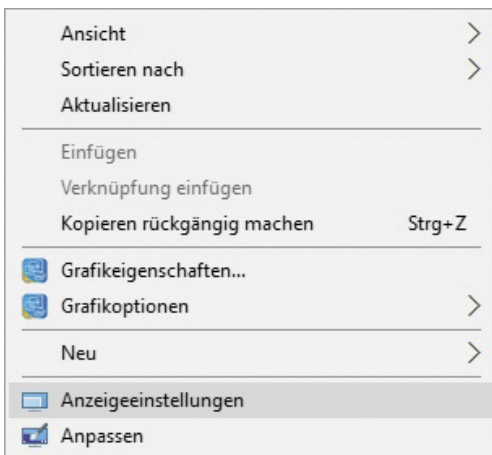 Ansicht
Sortieren nach
Aktualisieren
Einfügen
Verknüpfung einfügen
Kopieren rückgängig machen Strg+Z
Grafikeigenschaften...
Grafikoptionen
Neu
Anzeigeeinstellungen
Anpassen